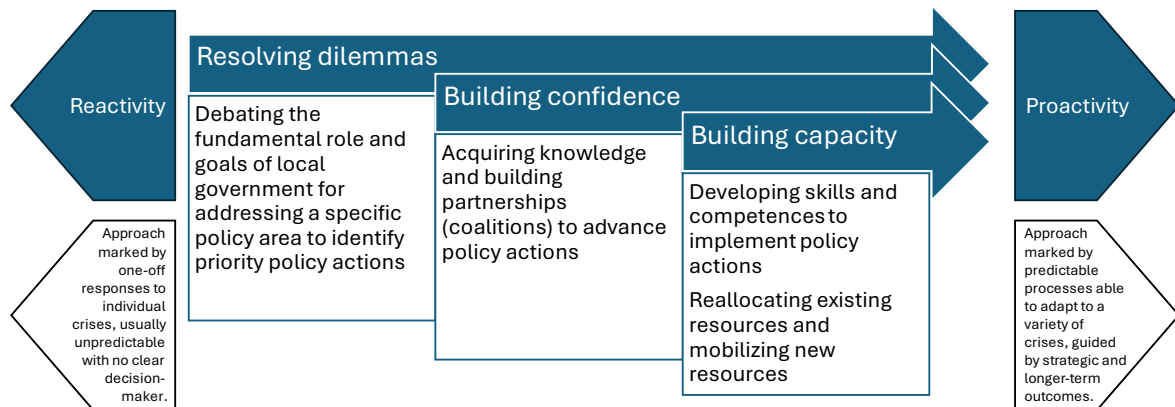 Reactivity
Approach
marked by
one-off
responses to
individual
crises, usually
unpredictable
with no clear
decision-
maker.
Resolving dilemmas
Debating the
fundamental role and
goals of local
government for
addressing a specific
policy area to identify
priority policy actions
Building confidence
Acquiring knowledge
and building
partnerships
(coalitions) to advance
policy actions
Building capacity
Developing skills and
competences to
implement policy
actions
Reallocating existing
resources and
mobilizing new
resources
Proactivity
Approach
marked by
predictable
processes able
to adapt to a
variety of
crises, guided
by strategic and
longer-term
outcomes.